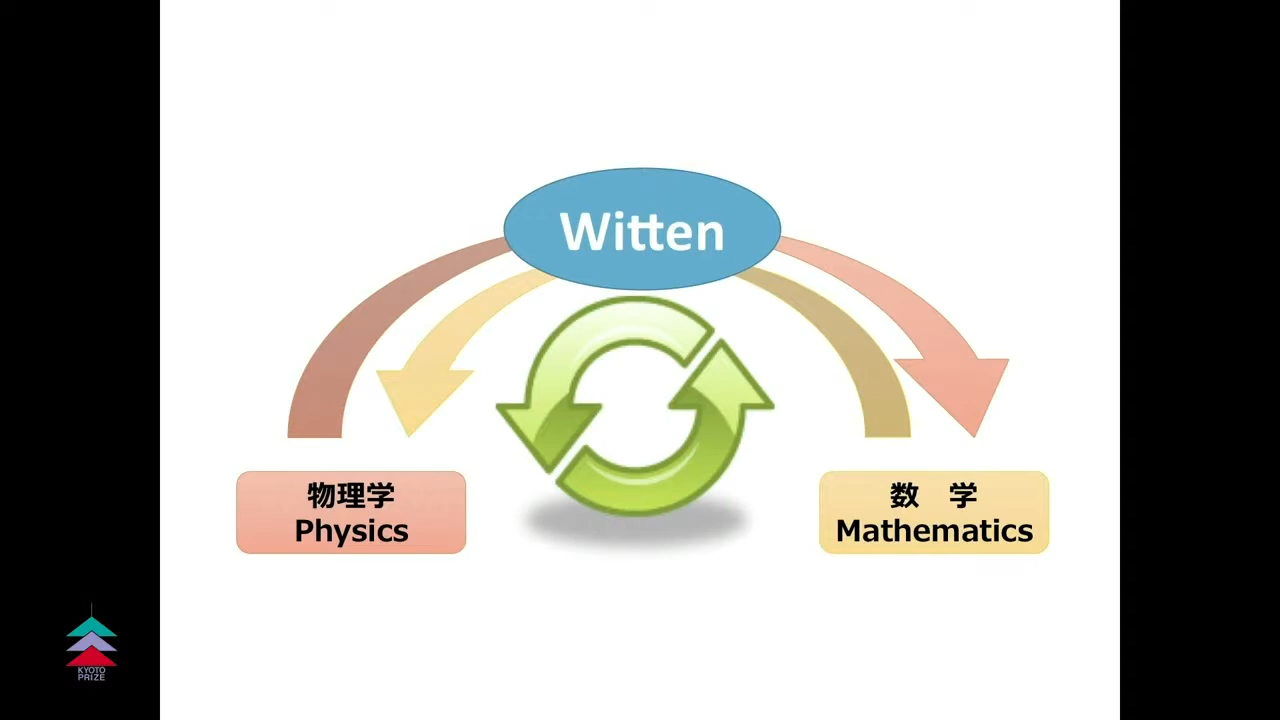 Witten
物理学
Physics
数　学
Mathematics
KYOTO
PRIZE